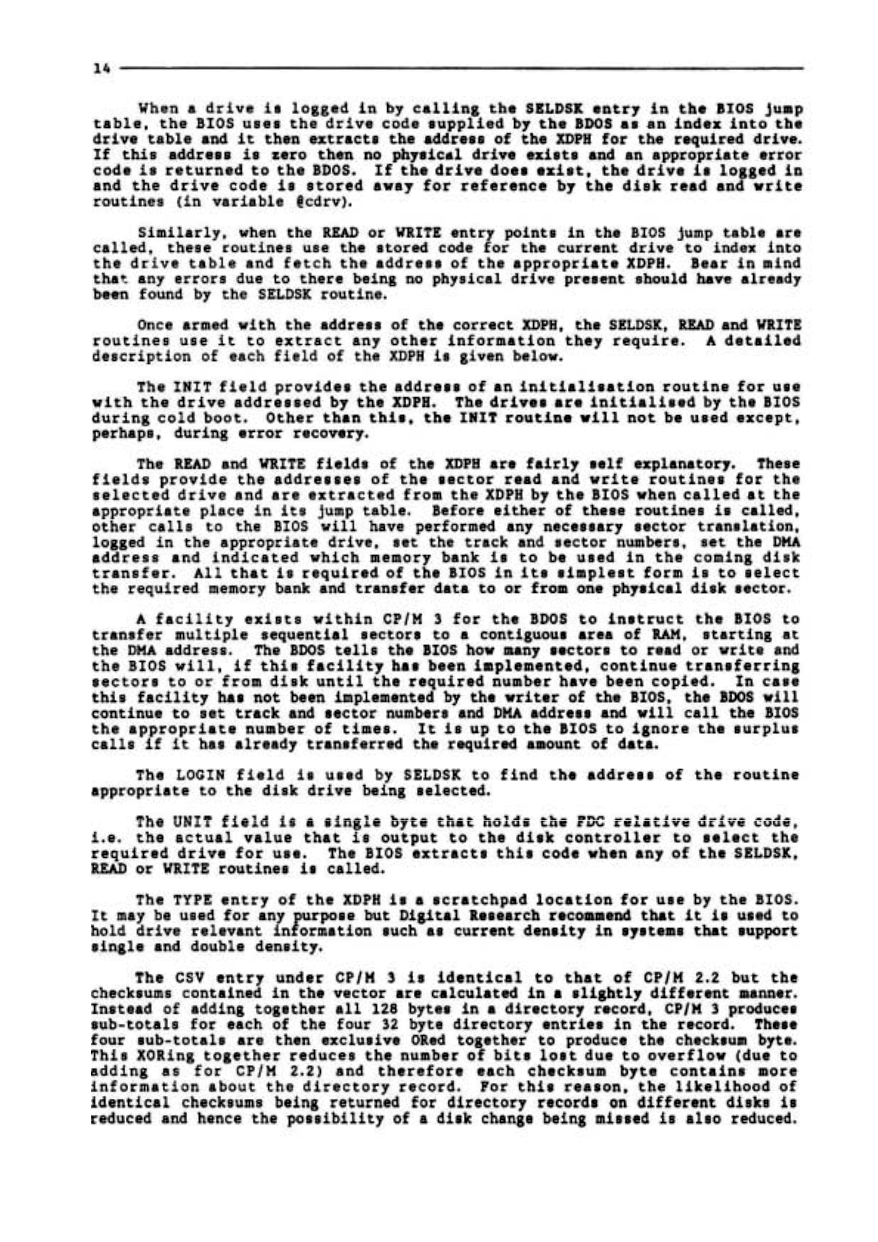 14
When a drive is logged in by calling the SELDSK entry in the BIOS jump
table, the BIOS uses the drive code supplied by the BDOS as an index into the
drive table and it then extracts the address of the XDPH for the required drive.
If this address is zero then no physical drive exists and an appropriate error
code is returned to the BDOS. If the drive does exist, the drive is logged in
and the drive code is stored away for reference by the disk read and write
routines (in variable @cdrv).
Similarly, when the READ or WRITE entry points in the BIOS jump table are
called, these routines use the stored code for the current drive to index into
the drive table and fetch the address of the appropriate XDPH. Bear in mind
that any errors due to there being no physical drive present should have already
been found by the SELDSK routine.
Once armed with the address of the correct XDPH, the SELDSK, READ and WRITE
routines use it to extract any other information they require. A detailed
description of each field of the XDPH is given below.
The INIT field provides the address of an initialisation routine for use
with the drive addressed by the XDPH. The drives are initialised by the BIOS
during cold boot. Other than this, the INIT routine will not be used except,
perhaps, during error recovery.
The READ and WRITE fields of the XDPH are fairly self explanatory. These
fields provide the addresses of the sector read and write routines for the
selected drive and are extracted from the XDPH by the BIOS when called at the
appropriate place in its jump table. Before either of these routines is called,
other calls to the BIOS will have performed any necessary sector translation,
logged in the appropriate drive, set the track and sector numbers, set the DMA
address and indicated which memory bank is to be used in the coming disk
transfer. All that is required of the BIOS in its simplest form is to select
the required memory bank and transfer data to or from one physical disk sector.
A facility exists within CP/M 3 for the BDOS to instruct the BIOS to
transfer multiple sequential sectors to a contiguous area of RAM, starting at
the DMA address. The BDOS tells the BIOS how many sectors to read or write and
the BIOS will, if this facility has been implemented, continue transferring
sectors to or from disk until the required number have been copied. In case
this facility has not been implemented by the writer of the BIOS, the BDOS will
continue to set track and sector numbers and DMA address and will call the BIOS
the appropriate number of times. It is up to the BIOS to ignore the surplus
calls if it has already transferred the required amount of data.
The LOGIN field is used by SELDSK to find the address of the routine
appropriate to the disk drive being selected.
The UNIT field is a single byte that holds the FDC relative drive code,
i.e. the actual value that is output to the disk controller to select the
required drive for use. The BIOS extracts this code when any of the SELDSK,
READ or WRITE routines is called.
The TYPE entry of the XDPH is a scratchpad location for use by the BIOS.
It may be used for any purpose but Digital Research recommend that it is used to
hold drive relevant information such as current density in systems that support
single and double density.
The CSV entry under CP/M 3 is identical to that of CP/M 2.2 but the
checksums contained in the vector are calculated in a slightly different manner.
Instead of adding together all 128 bytes in a directory record, CP/M 3 produces
sub-totals for each of the four 32 byte directory entries in the record. These
four sub-totals are then exclusive ORed together to produce the checksum byte.
This XORing together reduces the number of bits lost due to overflow (due to
adding as for CP/M 2.2) and therefore each checksum byte contains more
information about the directory record. For this reason, the likelihood of
identical checksums being returned for directory records on different disks is
reduced and hence the possibility of a disk change being missed is also reduced.